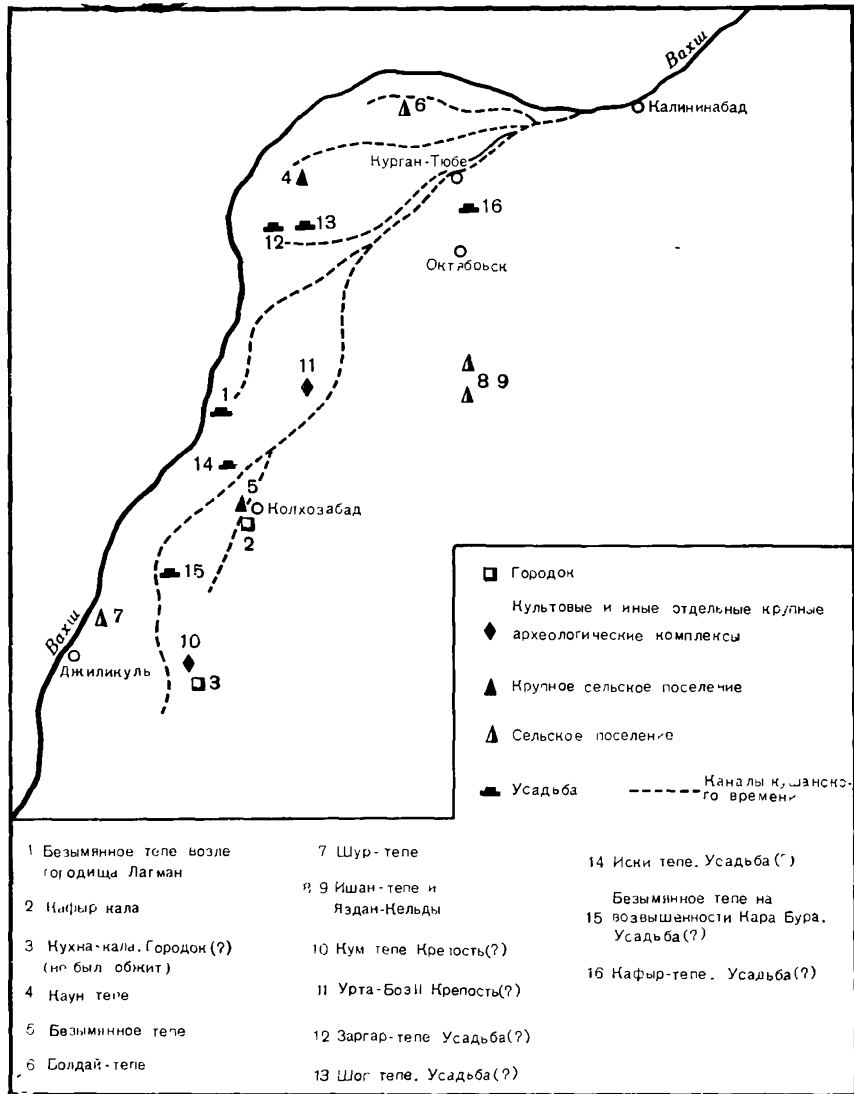 Вахш
Калининабад
6
Курган-Тюбе
4
16
12
13
Октябрьск
11
8 9
1
14
5
Колхозабад
2
15
7
Вахш
Джиликуль
10
3
Городок
Культовые и иные отдельные крупные
археологические комплексы
Крупное сельское поселение
Сельское поселение
Усадьба
Каналы кушанско-
го времени
1 Безымянное тепе возле
городища Лагман
2 Кафыр кала
3 Кухна-кала. Городок (?)
(не был обжит)
4 Каун тепе
5 Безымянное тепе
6 Болдай-тепе
7 Шур-тепе
8, 9 Ишан-тепе и
Яздан-Кельды
10 Кум тепе Крепость(?)
11 Урта-Боз II Крепость(?)
12 Заргар-тепе Усадьба(?)
13 Шог тепе. Усадьба(?)
14 Иски тепе. Усадьба(?)
Безымянное тепе на
15 возвышенности Кара Бура.
Усадьба(?)
16 Кафыр-тепе. Усадьба(?)